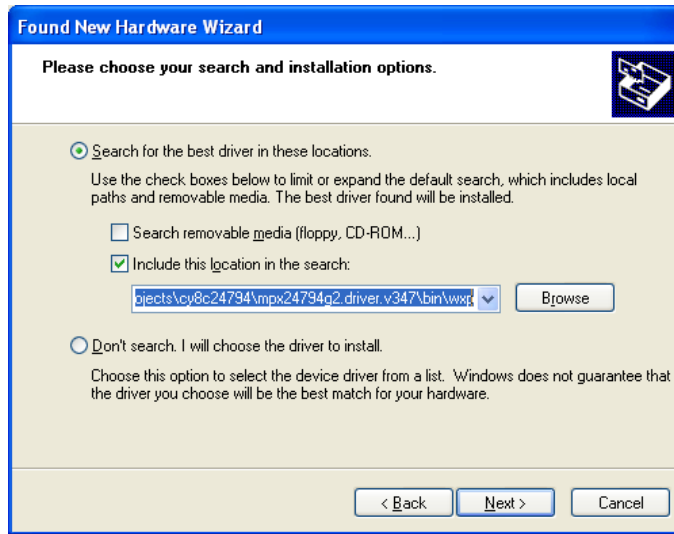 Found New Hardware Wizard
Please choose your search and installation options.
Search for the best driver in these locations.
Use the check boxes below to limit or expand the default search, which includes local
paths and removable media. The best driver found will be installed.
Search removable media (floppy, CD-ROM...)
Include this location in the search:
ojects\cy8c24794\mpx24794g2.driver.v347\bin\wxp
Browse
Don't search. I will choose the driver to install.
Choose this option to select the device driver from a list. Windows does not guarantee that
the driver you choose will be the best match for your hardware.
< Back
Next >
Cancel